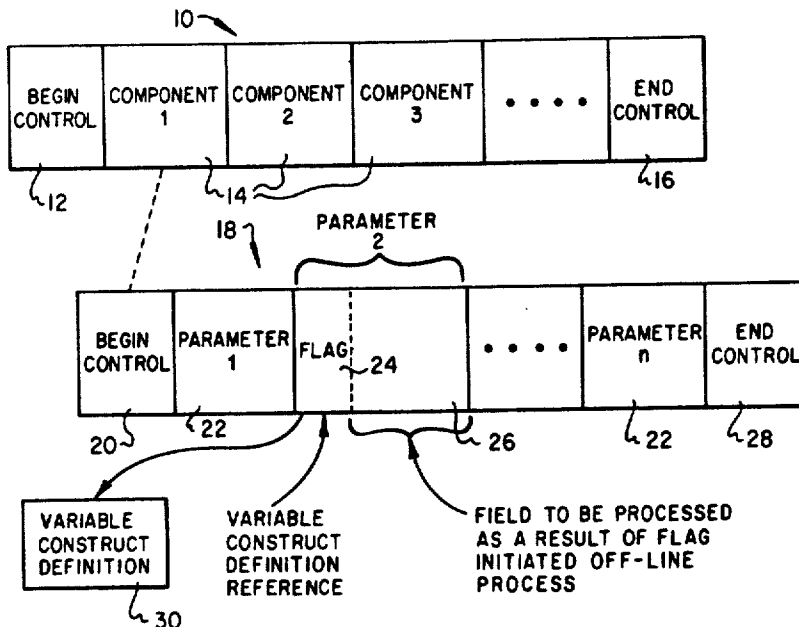 10
BEGIN CONTROL
COMPONENT 1
COMPONENT 2
COMPONENT 3
• • • •
END CONTROL
12
14
16
18
PARAMETER 2
BEGIN CONTROL
PARAMETER 1
FLAG
24
• • • •
PARAMETER n
END CONTROL
20
22
26
22
28
VARIABLE CONSTRUCT DEFINITION
30
VARIABLE CONSTRUCT DEFINITION REFERENCE
FIELD TO BE PROCESSED
AS A RESULT OF FLAG
INITIATED OFF-LINE
PROCESS